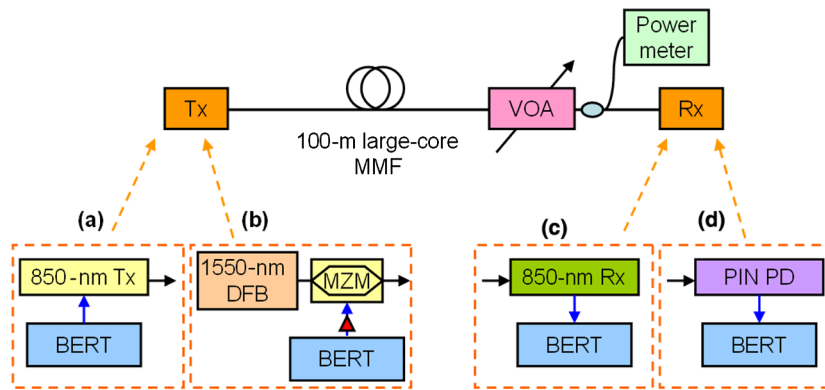 Power
meter
Tx
VOA
Rx
100-m large-core
MMF
(a)
(b)
(c)
(d)
850-nm Tx
1550-nm
DFB
MZM
850-nm Rx
PIN PD
BERT
BERT
BERT
BERT